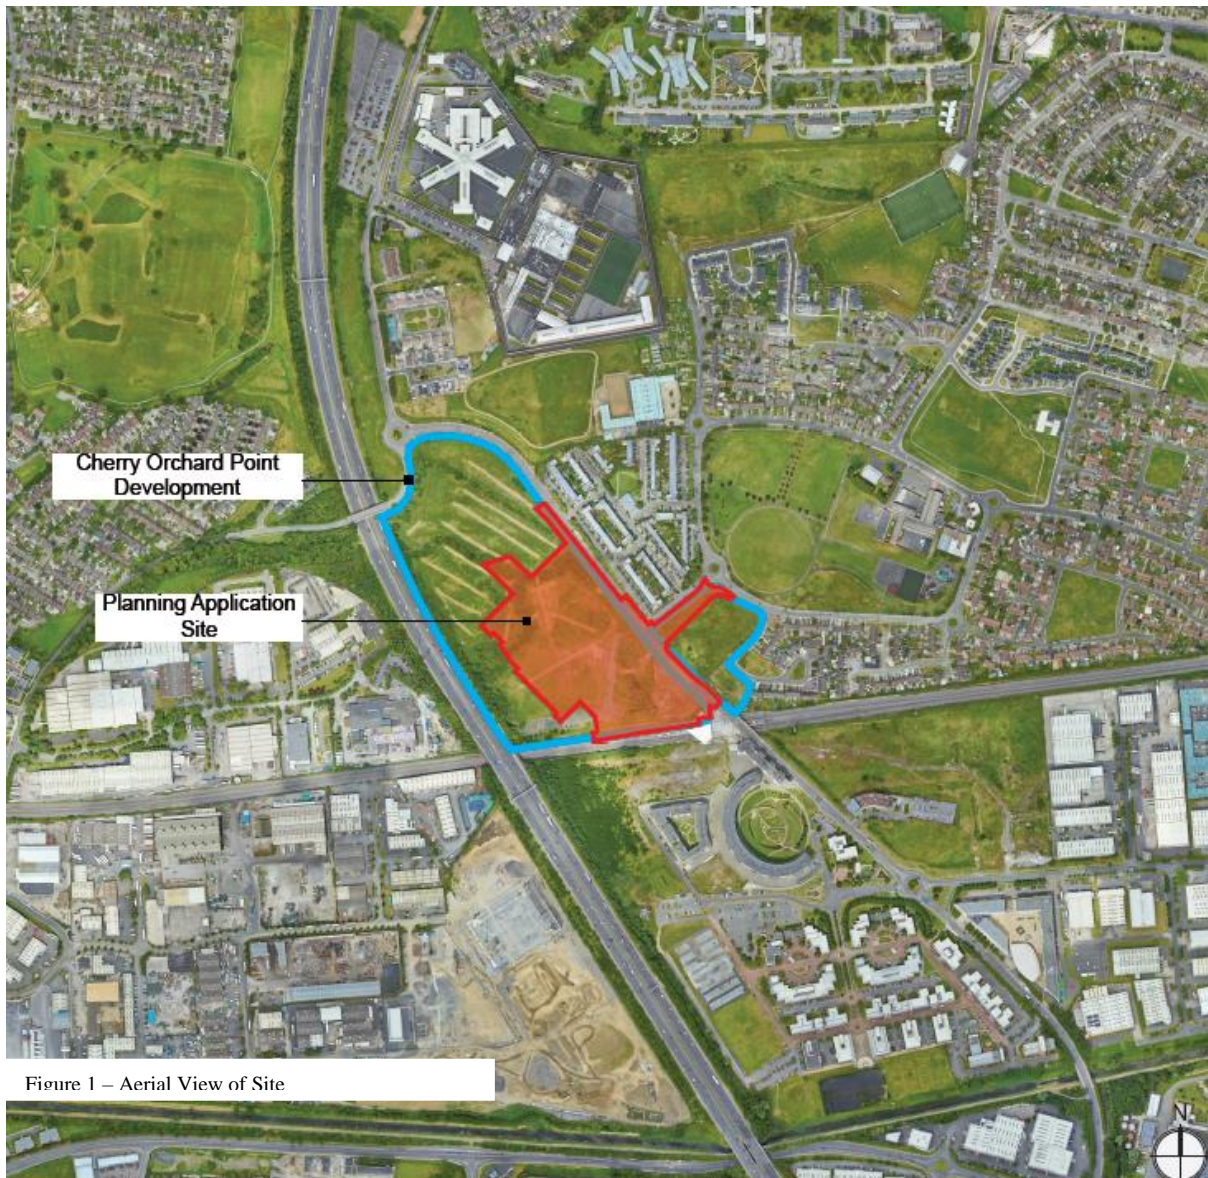 Cherry Orchard Point
Development
Planning Application
Site
Figure 1 – Aerial View of Site
N